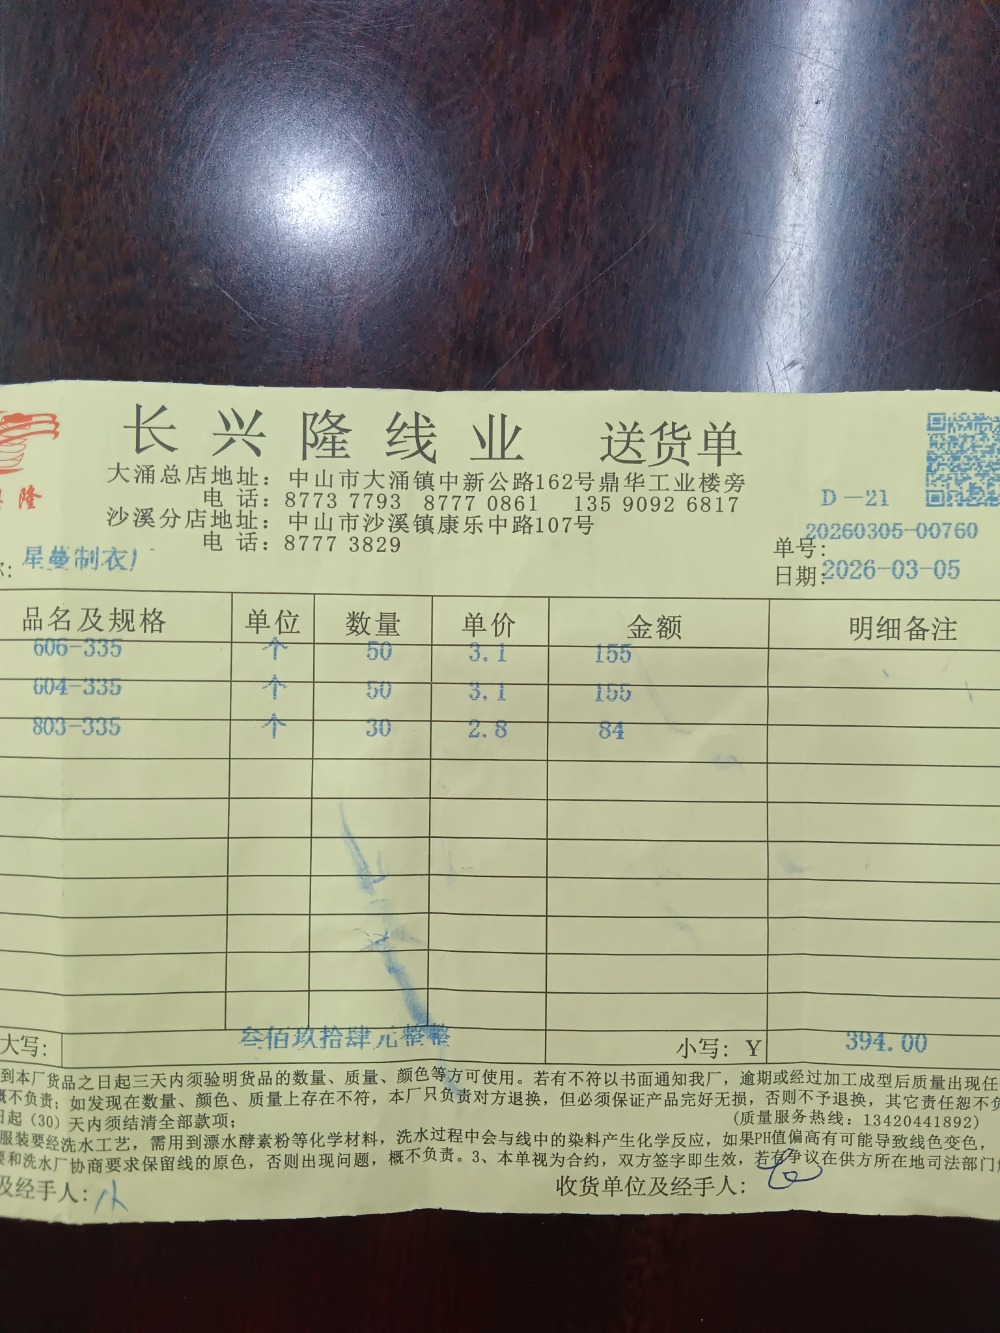 长兴隆线业 送货单
隆
大涌总店地址：中山市大涌镇中新公路162号鼎华工业楼旁
电 话：8773 7793 8777 0861 135 9092 6817
D-21
沙溪分店地址：中山市沙溪镇康乐中路107号
单号：20260305-00760
电 话：8777 3829
星蔓制衣厂
日期：2026-03-05
品名及规格 单位 数量 单价 金额 明细备注
606-335 个 50 3.1 155
604-335 个 50 3.1 155
803-335 个 30 2.8 84
大写： 叁佰玖拾肆元整整 小写：Y 394.00
到本厂货品之日起三天内须验明货品的数量、质量、颜色等方可使用。若有不符以书面通知我厂，逾期或经过加工成型后质量出现任
概不负责；如发现在数量、颜色、质量上存在不符，本厂只负责对方退换，但必须保证产品完好无损，否则不予退换，其它责任恕不负
日起（30）天内须结清全部款项； （质量服务热线：13420441892）
服装要经洗水工艺，需用到漂水酵素粉等化学材料，洗水过程中会与线中的染料产生化学反应，如果PH值偏高有可能导致线色变色，
要和洗水厂协商要求保留线的原色，否则出现问题，概不负责。3、本单视为合约，双方签字即生效，若有争议在供方所在地司法部门
及经手人： 收货单位及经手人：